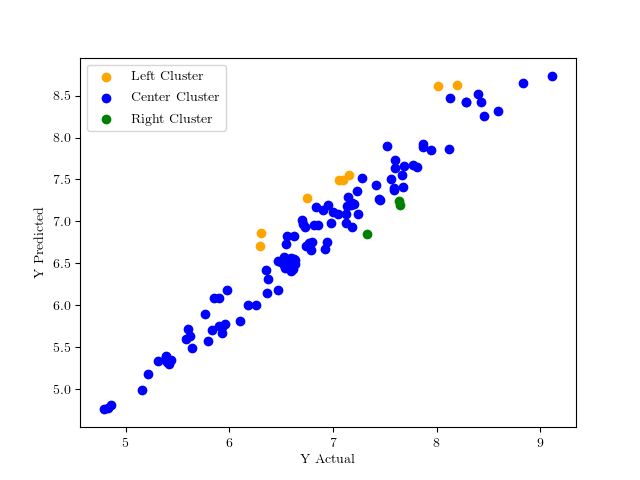 Left Cluster
Center Cluster
Right Cluster
8.5
8.0
7.5
7.0
6.5
6.0
5.5
5.0
Y Predicted
5 6 7 8 9
Y Actual